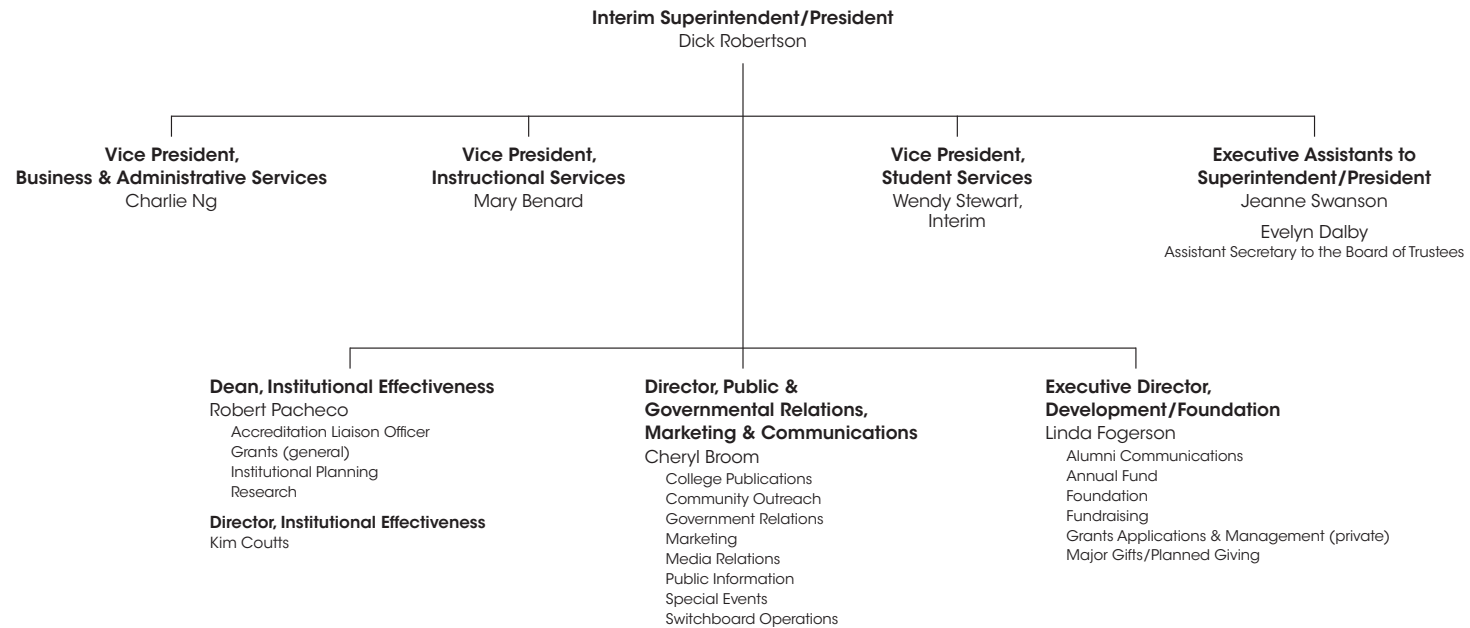 Interim Superintendent/President
Dick Robertson
Vice President,
Business & Administrative Services
Charlie Ng
Vice President,
Instructional Services
Mary Benard
Vice President,
Student Services
Wendy Stewart,
Interim
Executive Assistants to
Superintendent/President
Jeanne Swanson
Evelyn Dalby
Assistant Secretary to the Board of Trustees
Dean, Institutional Effectiveness
Robert Pacheco
Accreditation Liaison Officer
Grants (general)
Institutional Planning
Research
Director, Institutional Effectiveness
Kim Coutts
Director, Public &
Governmental Relations,
Marketing & Communications
Cheryl Broom
College Publications
Community Outreach
Government Relations
Marketing
Media Relations
Public Information
Special Events
Switchboard Operations
Executive Director,
Development/Foundation
Linda Fogerson
Alumni Communications
Annual Fund
Foundation
Fundraising
Grants Applications & Management (private)
Major Gifts/Planned Giving